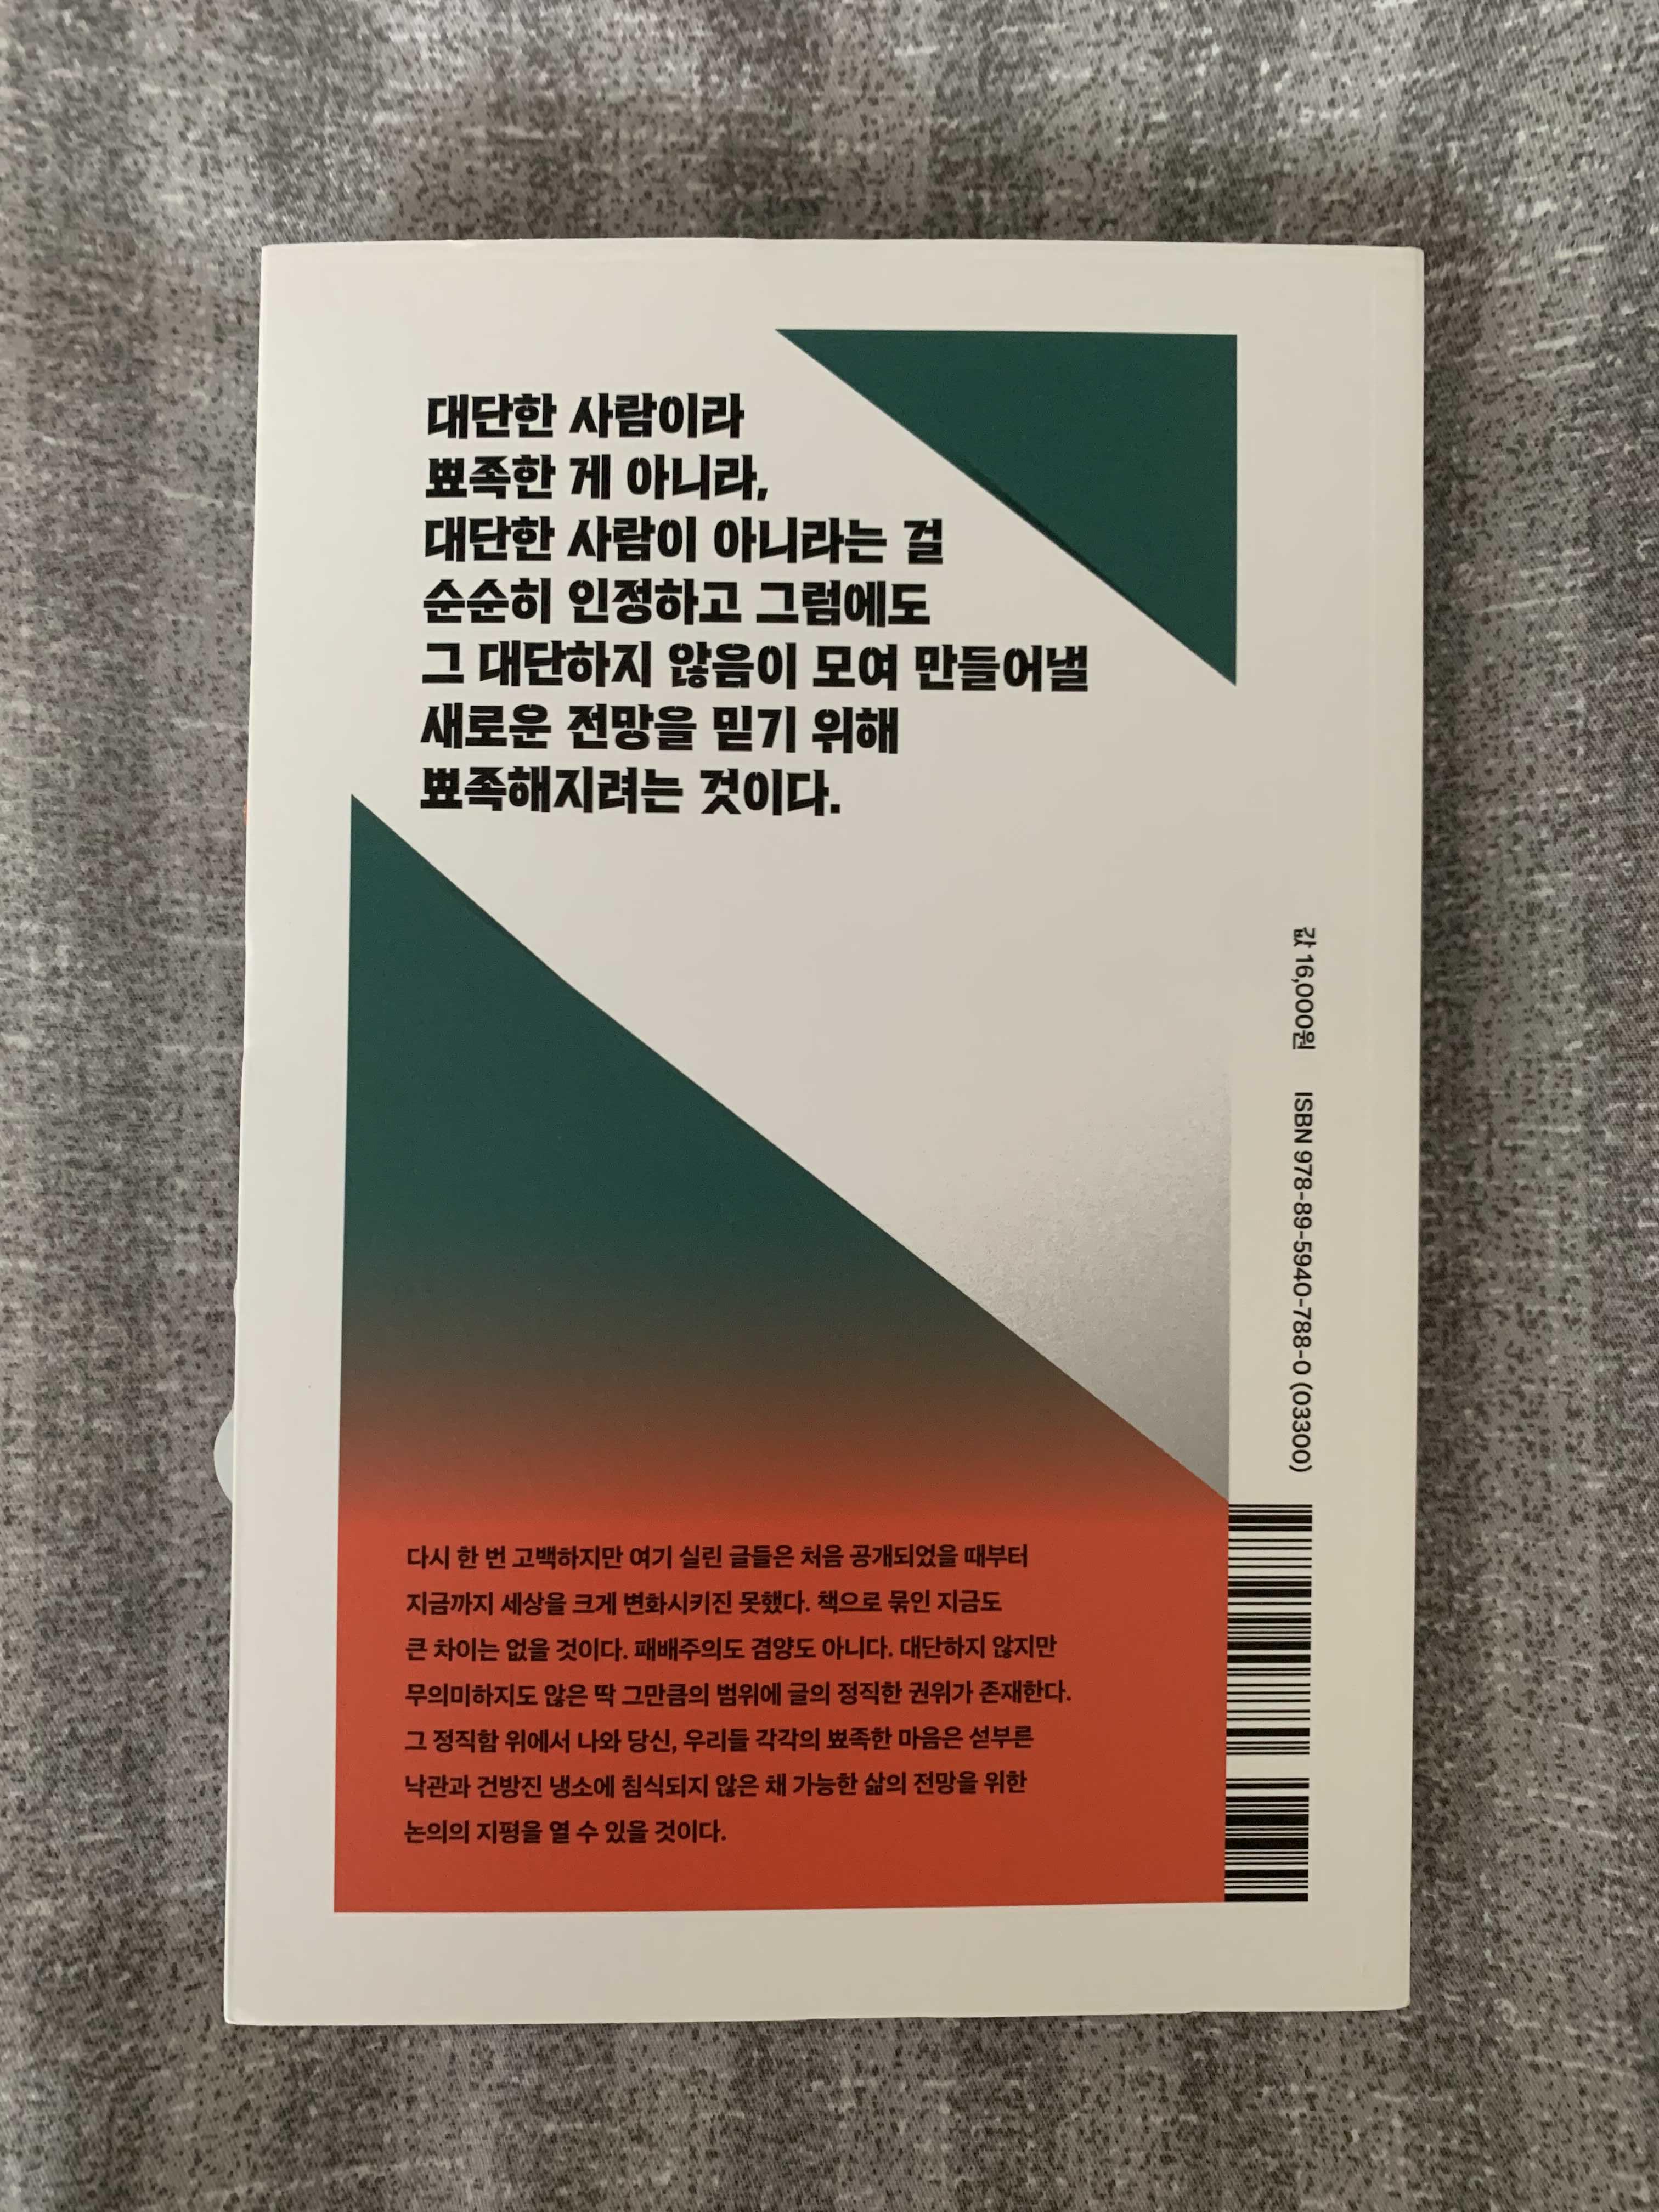 대단한 사람이라
뾰족한 게 아니라,
대단한 사람이 아니라는 걸
순순히 인정하고 그럼에도
그 대단하지 않음이 모여 만들어낼
새로운 전망을 믿기 위해
뾰족해지려는 것이다.
값 16,000원 ISBN 978-89-5940-788-0 (03300)
다시 한 번 고백하지만 여기 실린 글들은 처음 공개되었을 때부터
지금까지 세상을 크게 변화시키진 못했다. 책으로 묶인 지금도
큰 차이는 없을 것이다. 패배주의도 겸양도 아니다. 대단하지 않지만
무의미하지도 않은 딱 그만큼의 범위에 글의 정직한 권위가 존재한다.
그 정직함 위에서 나와 당신, 우리들 각각의 뾰족한 마음은 섣부른
낙관과 건방진 냉소에 침식되지 않은 채 가능한 삶의 전망을 위한
논의의 지평을 열 수 있을 것이다.